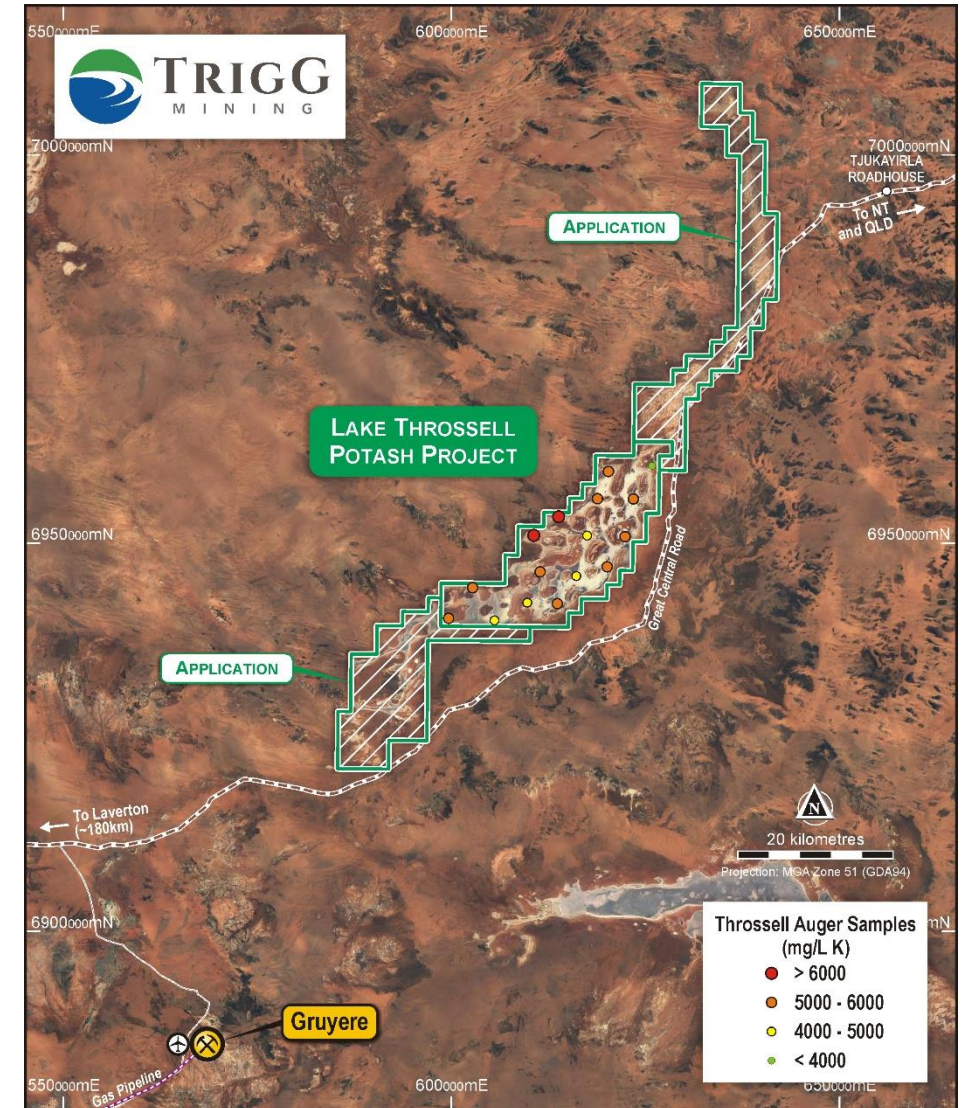 550000mE
600000mE
650000mE
TRIGG
MINING
7000000mN
7000000mN
TJUKAYIRLA
ROADHOUSE
To NT
and QLD
APPLICATION
LAKE THROSSELL
POTASH PROJECT
6950000mN
6950000mN
Great Central Road
APPLICATION
To Laverton
(~180km)
N
20 kilometres
Projection: MGA Zone 51 (GDA94)
6900000mN
mN
Throssell Auger Samples
(mg/L K)
> 6000
5000 - 6000
4000 - 5000
< 4000
Gruyere
Gas Pipeline
550000mE
600000mE
650000mE